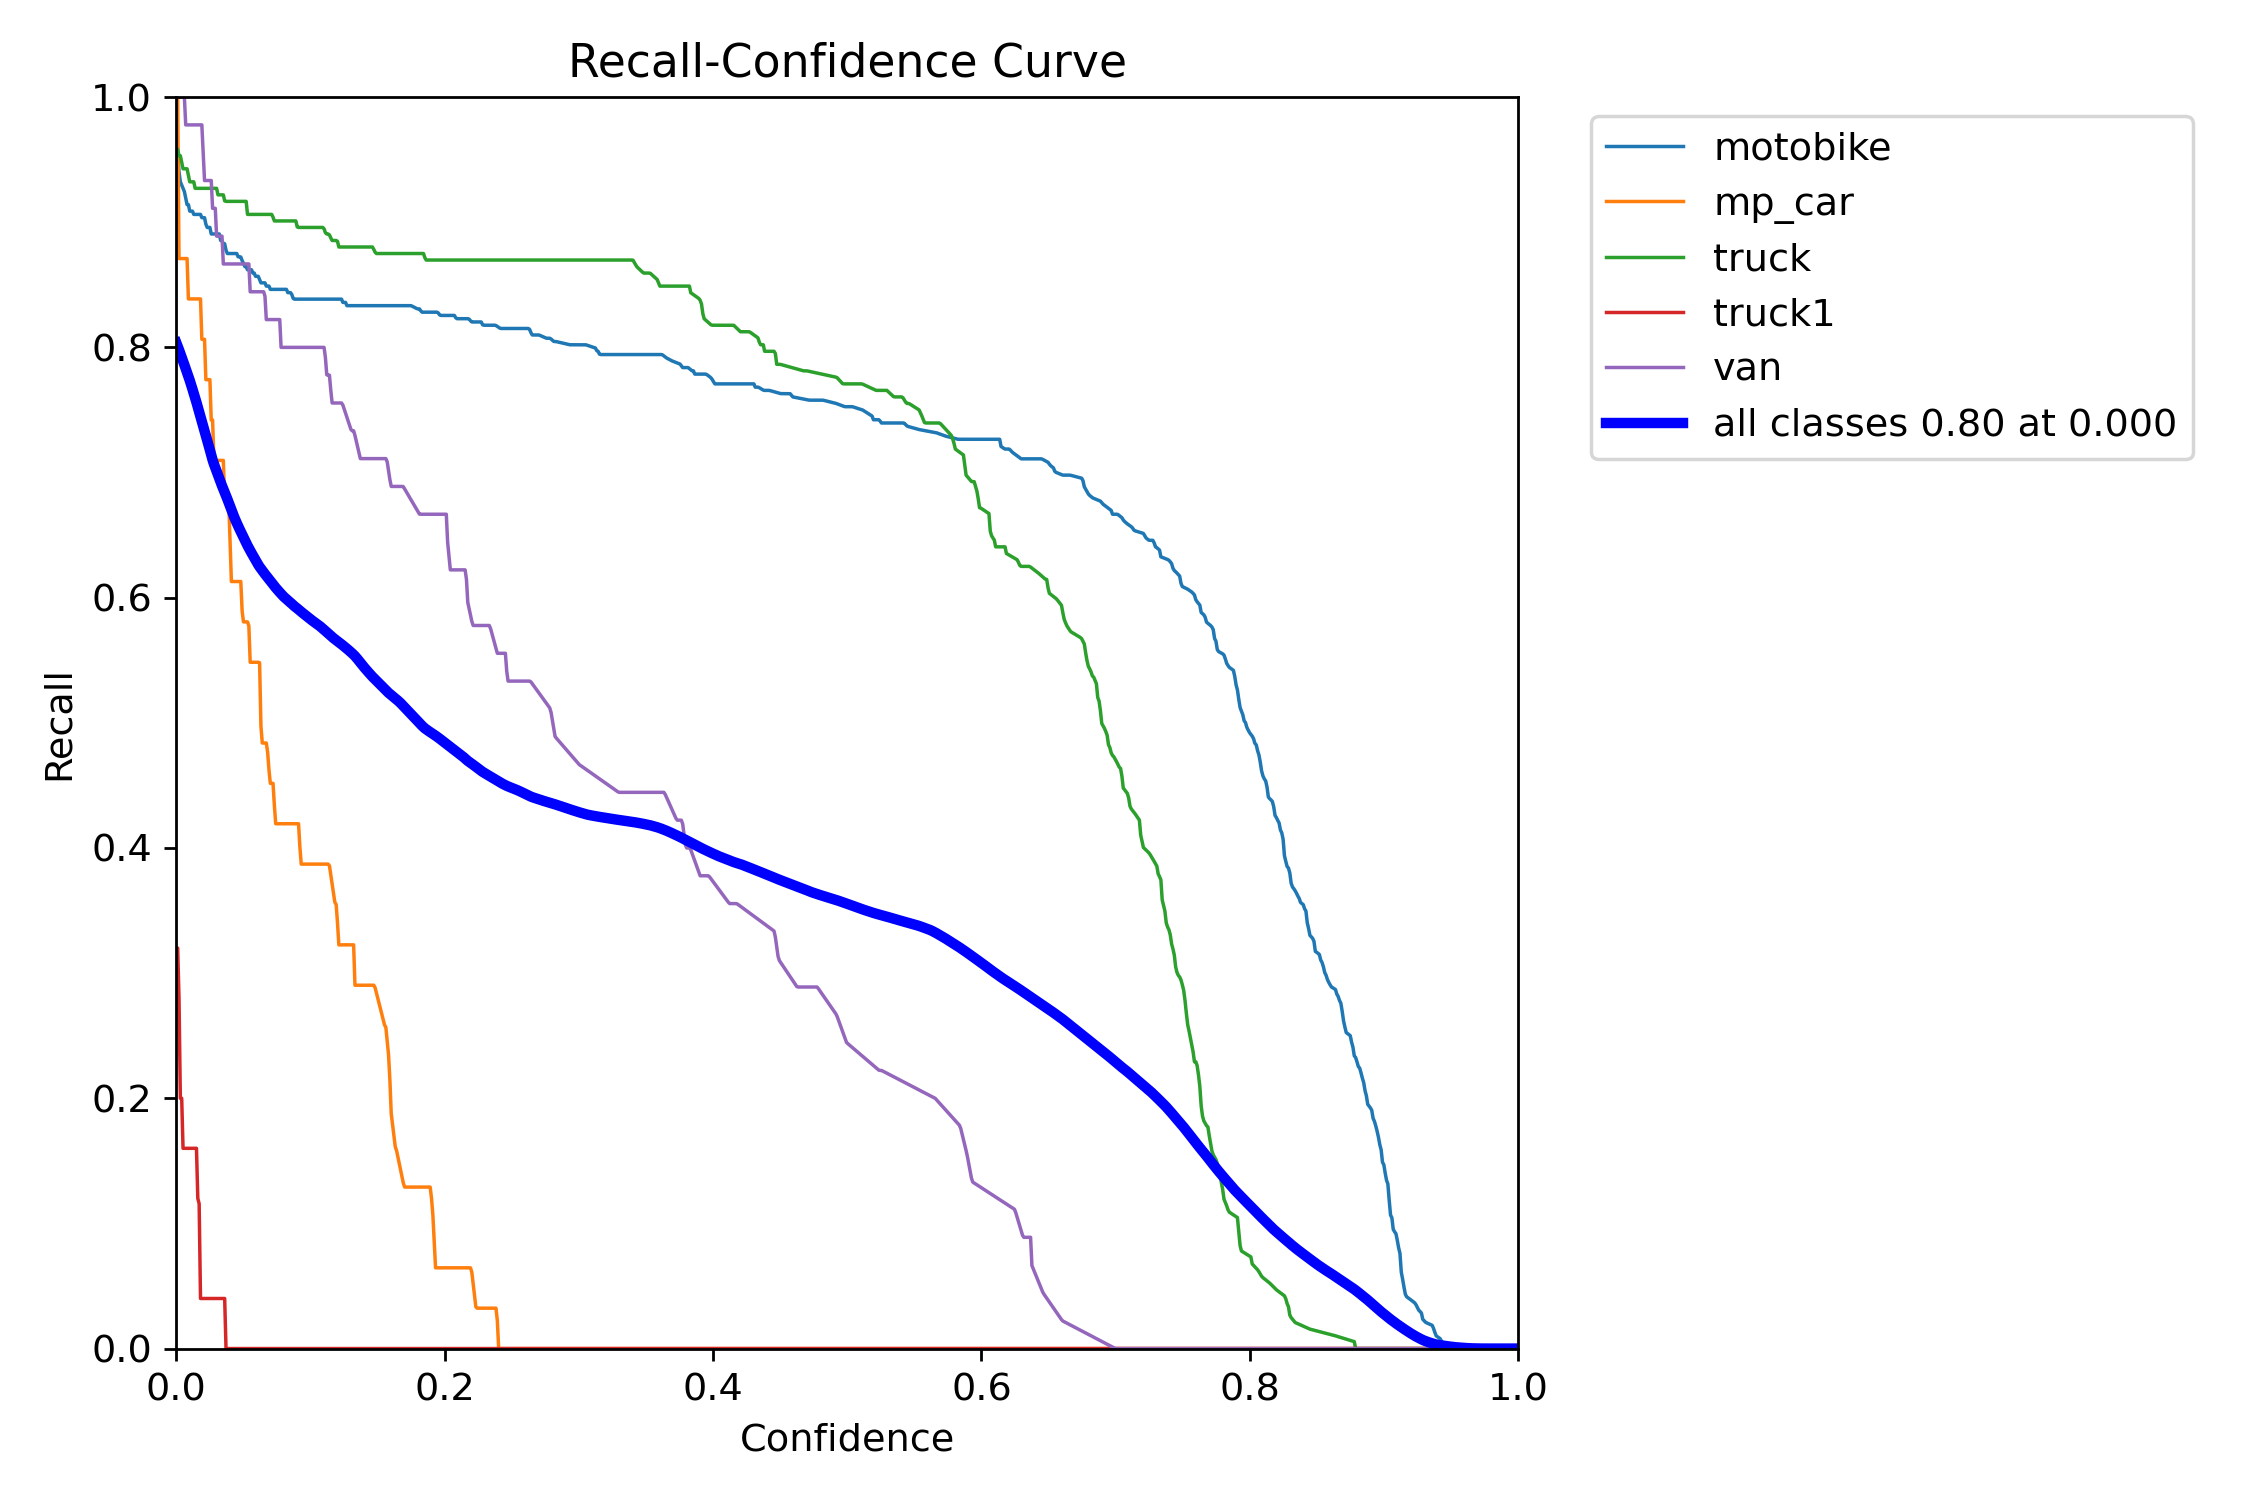 Recall-Confidence Curve
1.0
0.8
0.6
0.4
0.2
0.0
Recall
0.0 0.2 0.4 0.6 0.8 1.0
Confidence
motobike
mp_car
truck
truck1
van
all classes 0.80 at 0.000